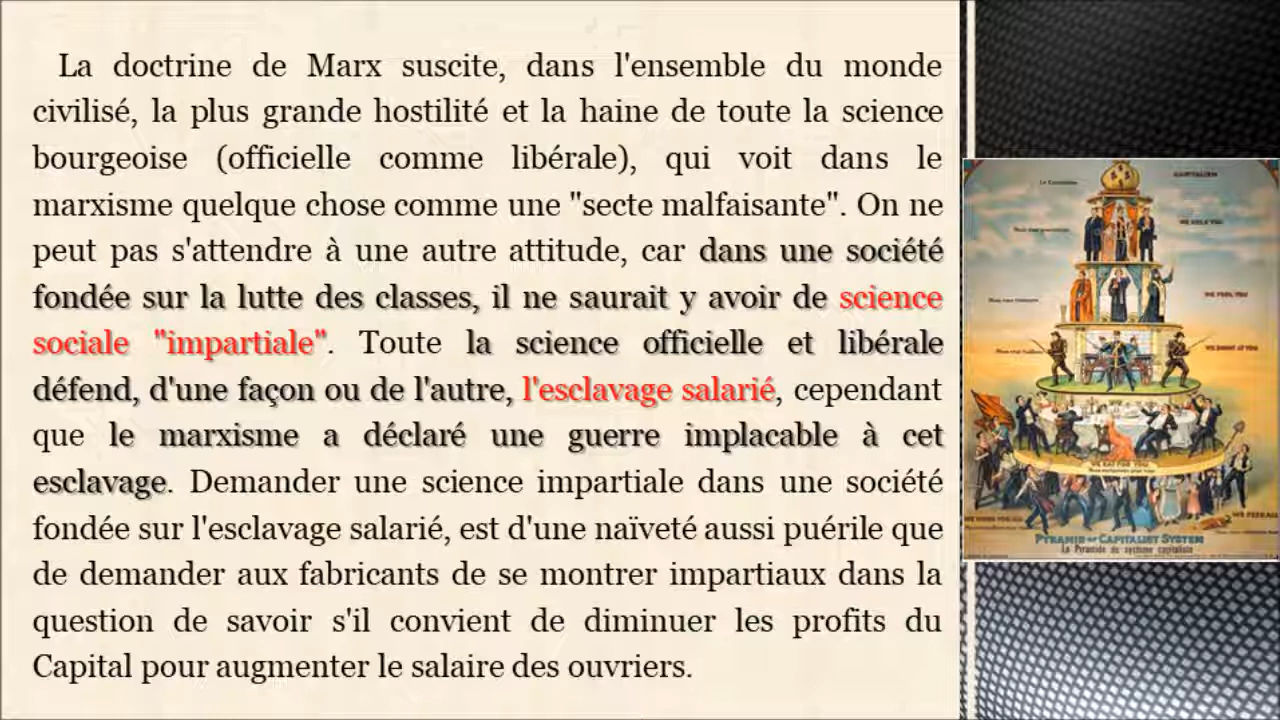 La doctrine de Marx suscite, dans l'ensemble du monde
civilisé, la plus grande hostilité et la haine de toute la science
bourgeoise (officielle comme libérale), qui voit dans le
marxisme quelque chose comme une "secte malfaisante". On ne
peut pas s'attendre à une autre attitude, car dans une société
fondée sur la lutte des classes, il ne saurait y avoir de science
sociale "impartiale". Toute la science officielle et libérale
défend, d'une façon ou de l'autre, l'esclavage salarié, cependant
que le marxisme a déclaré une guerre implacable à cet
esclavage. Demander une science impartiale dans une société
fondée sur l'esclavage salarié, est d'une naïveté aussi puérile que
de demander aux fabricants de se montrer impartiaux dans la
question de savoir s'il convient de diminuer les profits du
Capital pour augmenter le salaire des ouvriers.
CAPITALISM
WE RULE YOU
WE FOOL YOU
WE SHOOT AT YOU
WE EAT FOR YOU
WE FEED ALL
PYRAMID OF CAPITALIST SYSTEM
La Pyramide du système capitaliste